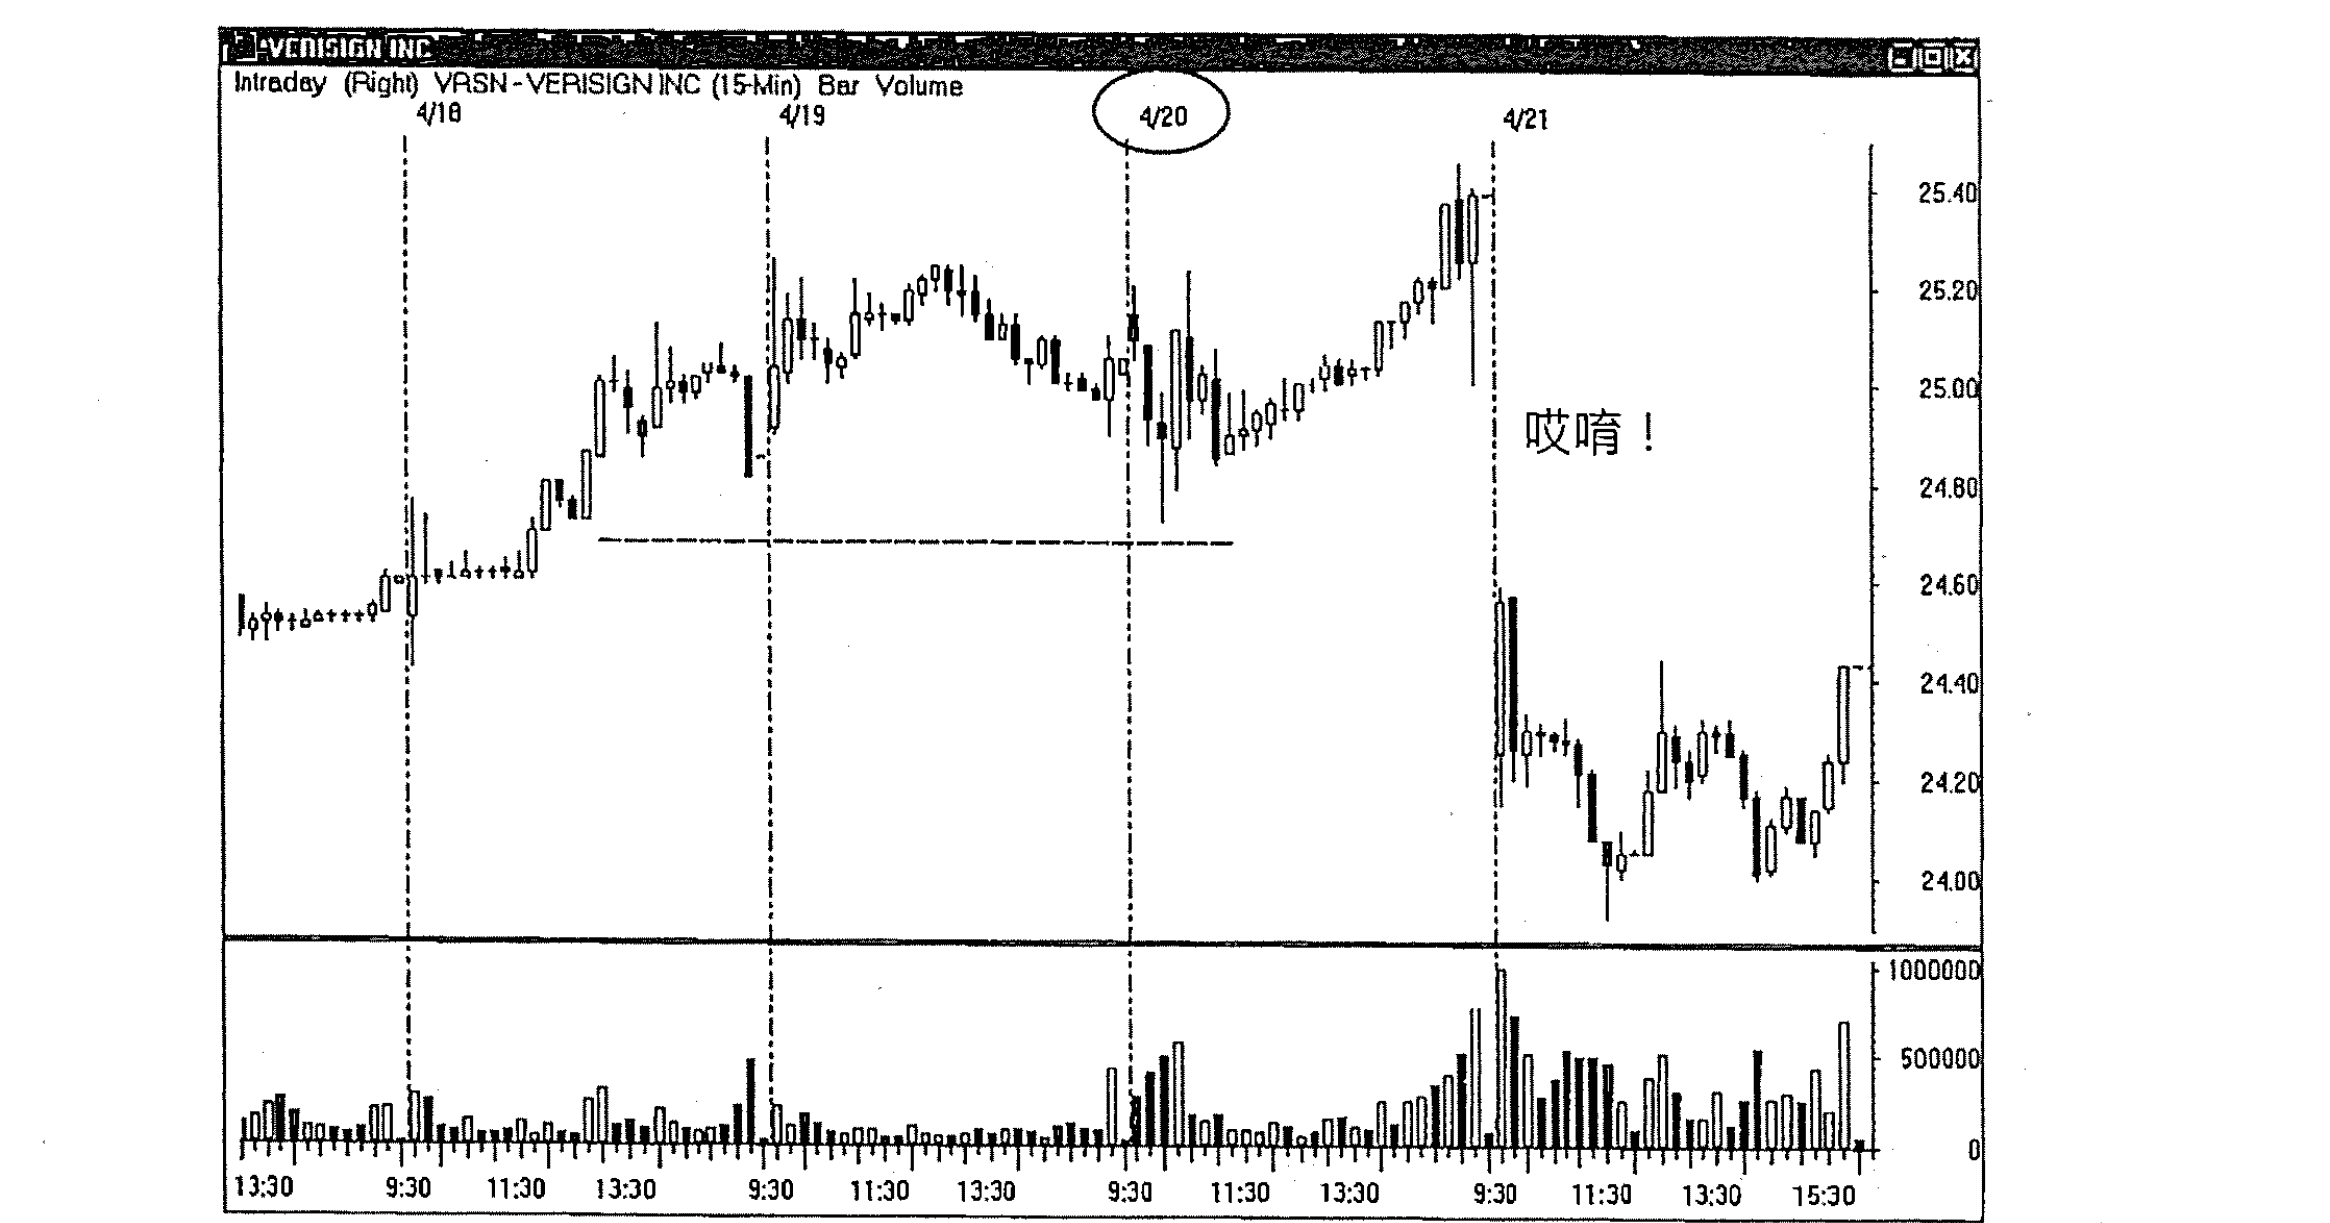 VERISIGN INC
Intraday (Right) VRSN - VERISIGN INC (15-Min) Bar Volume
4/18 4/19 4/20 4/21
25.40
25.20
25.00
哎唷！
24.80
24.60
24.40
24.20
24.00
1000000
500000
0
13:30 9:30 11:30 13:30 9:30 11:30 13:30 9:30 11:30 13:30 9:30 11:30 13:30 15:30